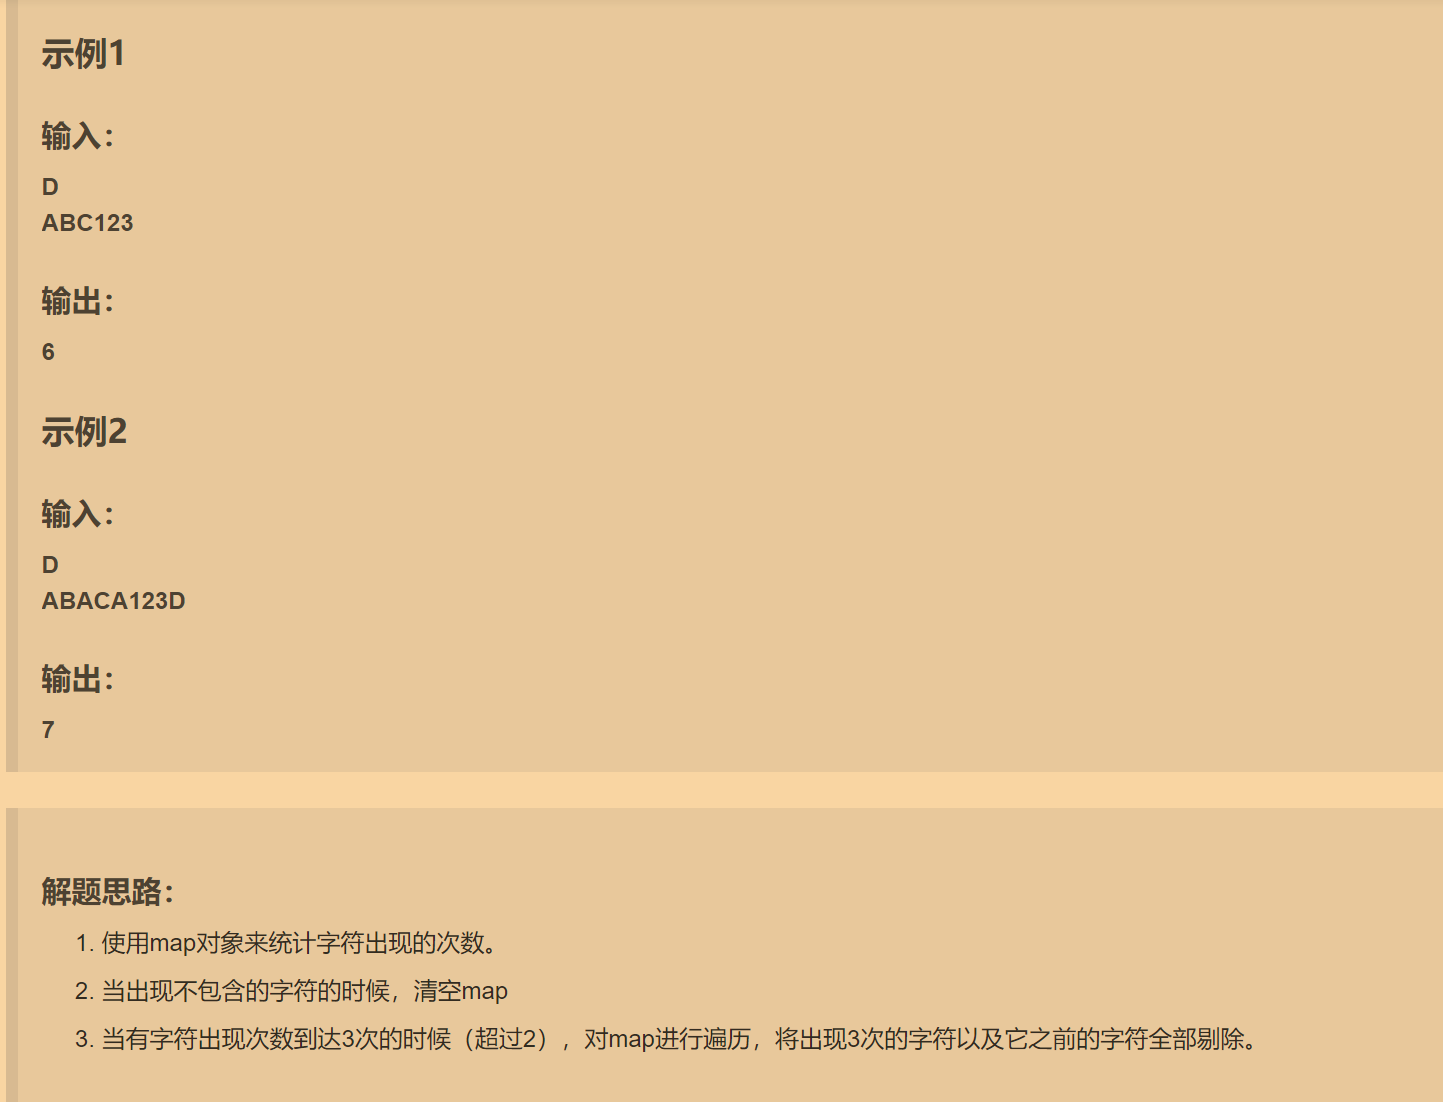 示例1
输入：
D
ABC123
输出：
6
示例2
输入：
D
ABACA123D
输出：
7
解题思路：
1. 使用map对象来统计字符出现的次数。
2. 当出现不包含的字符的时候，清空map
3. 当有字符出现次数到达3次的时候（超过2），对map进行遍历，将出现3次的字符以及它之前的字符全部剔除。